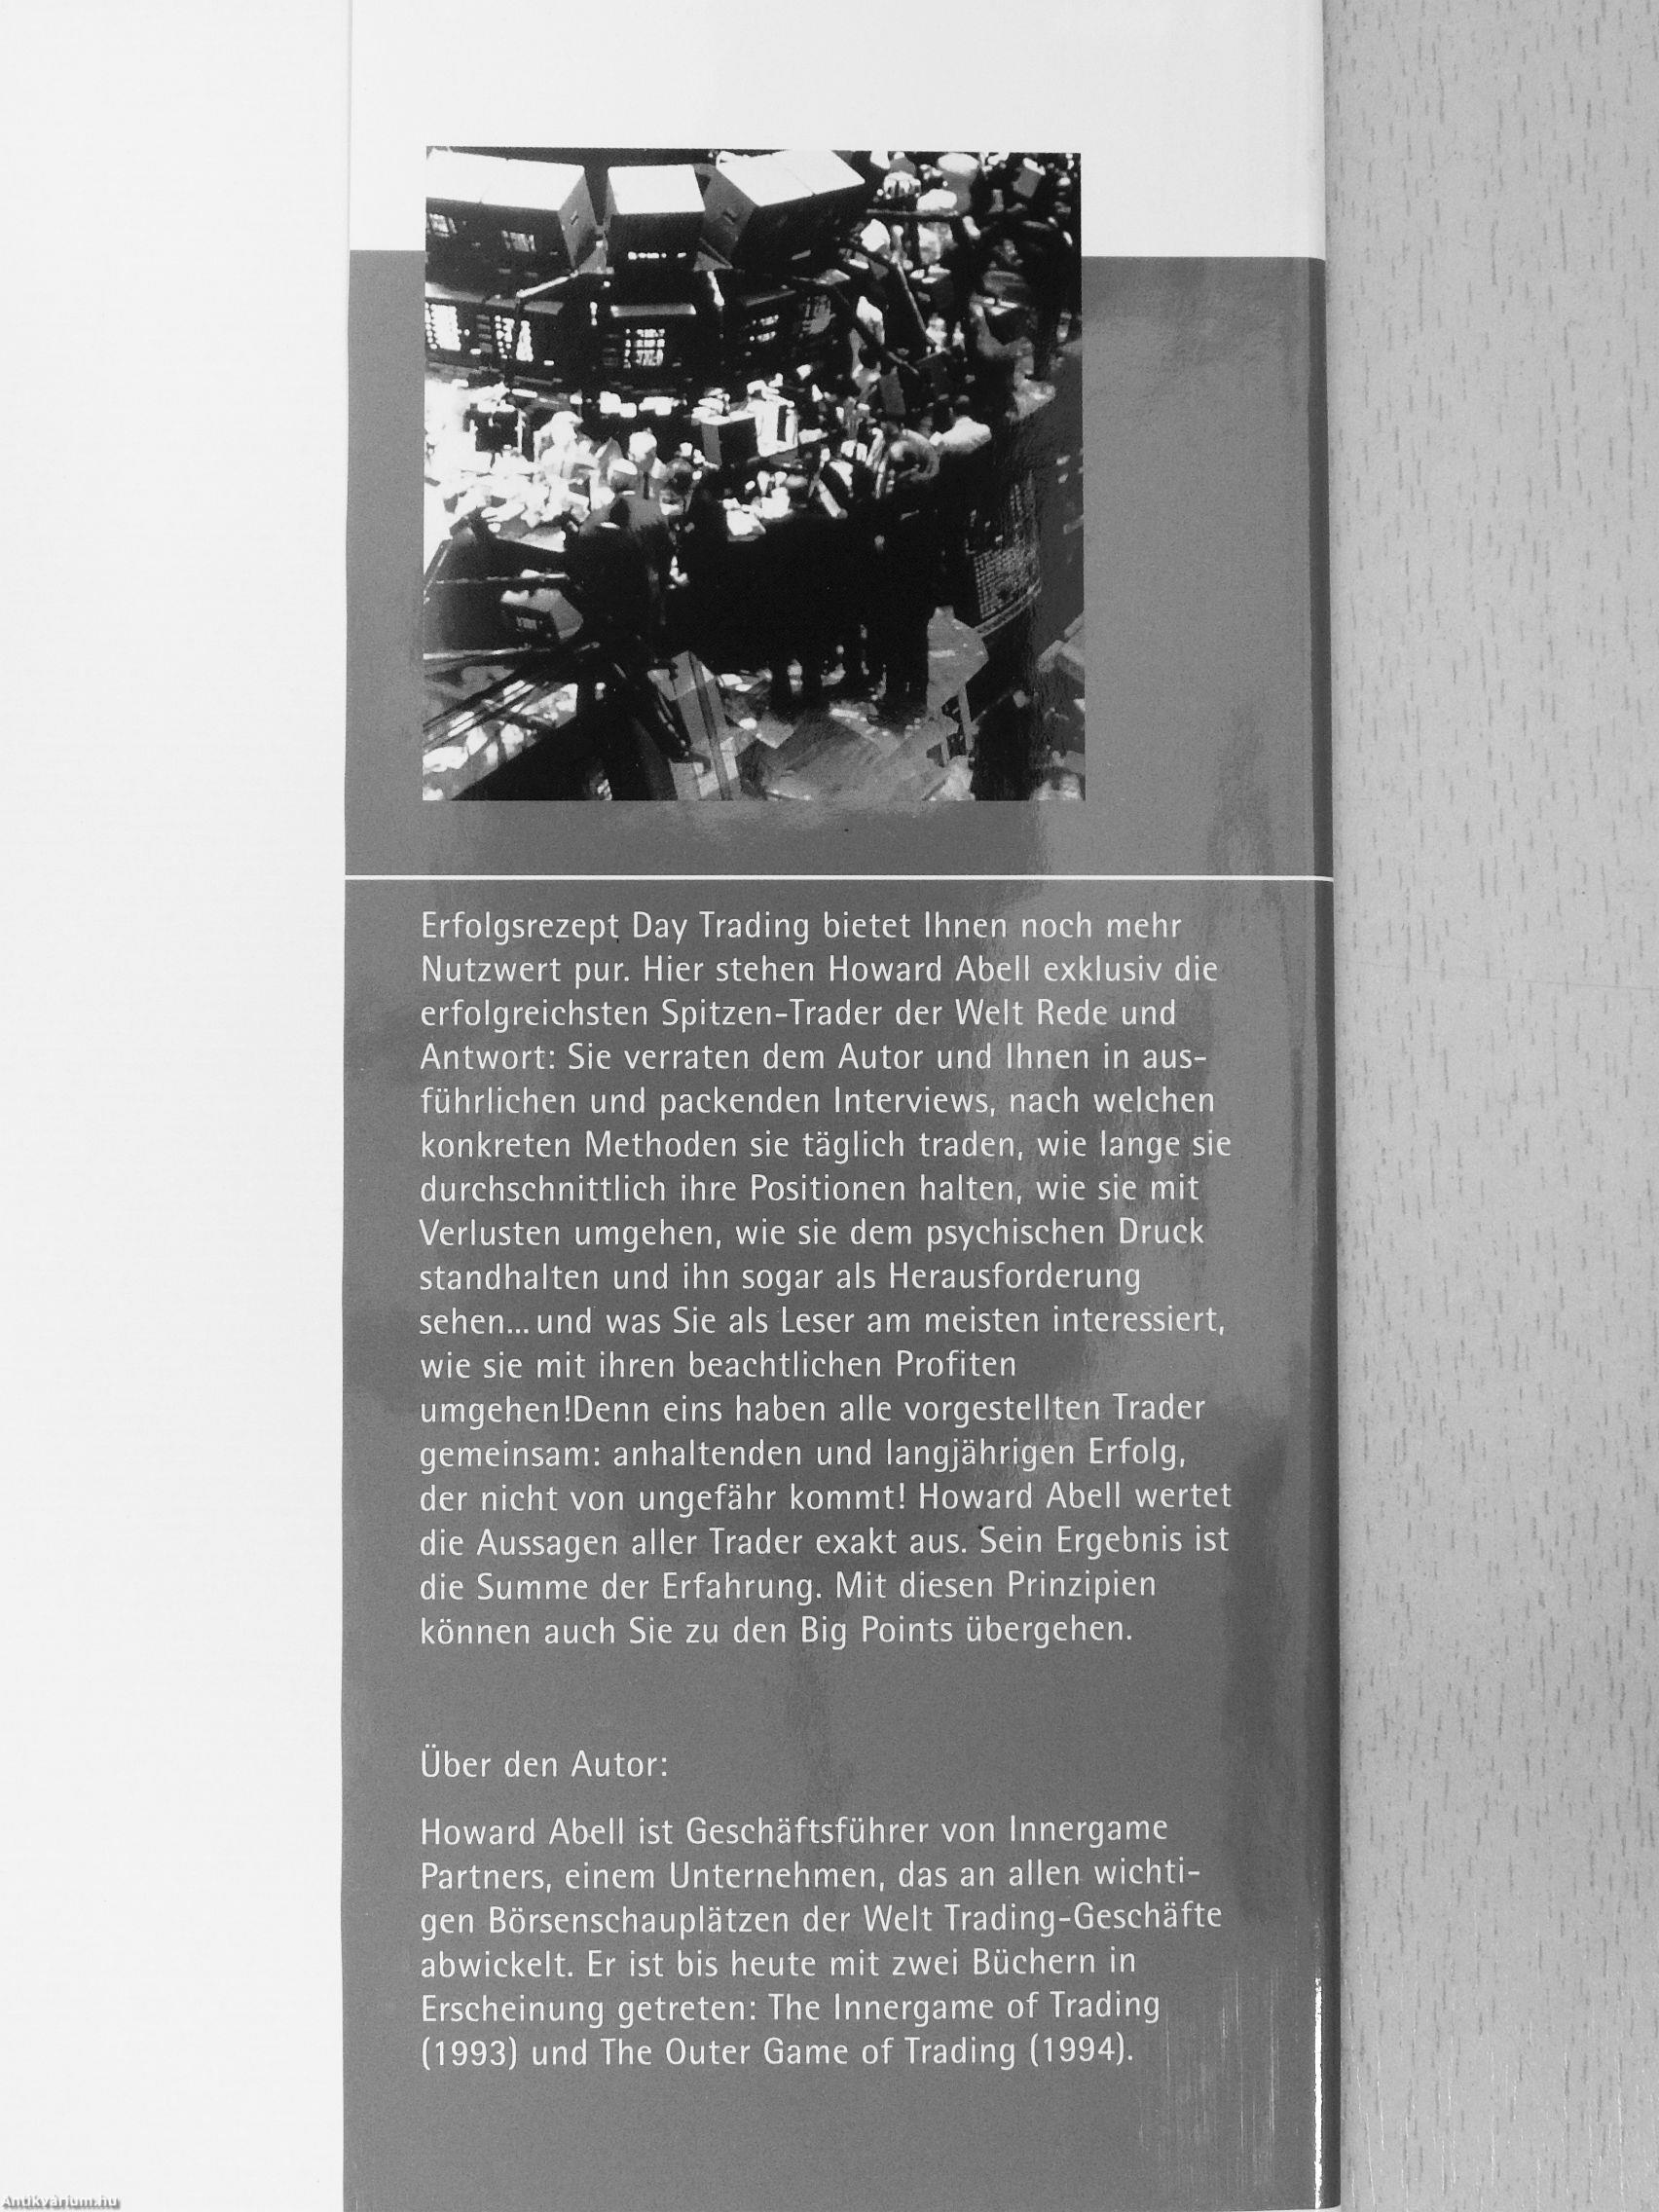 Erfolgsrezept Day Trading bietet Ihnen noch mehr
Nutzwert pur. Hier stehen Howard Abell exklusiv die
erfolgreichsten Spitzen-Trader der Welt Rede und
Antwort: Sie verraten dem Autor und Ihnen in aus-
führlichen und packenden Interviews, nach welchen
konkreten Methoden sie täglich traden, wie lange sie
durchschnittlich ihre Positionen halten, wie sie mit
Verlusten umgehen, wie sie dem psychischen Druck
standhalten und ihn sogar als Herausforderung
sehen... und was Sie als Leser am meisten interessiert,
wie sie mit ihren beachtlichen Profiten
umgehen!Denn eins haben alle vorgestellten Trader
gemeinsam: anhaltenden und langjährigen Erfolg,
der nicht von ungefähr kommt! Howard Abell wertet
die Aussagen aller Trader exakt aus. Sein Ergebnis ist
die Summe der Erfahrung. Mit diesen Prinzipien
können auch Sie zu den Big Points übergehen.
Über den Autor:
Howard Abell ist Geschäftsführer von Innergame
Partners, einem Unternehmen, das an allen wichti-
gen Börsenschauplätzen der Welt Trading-Geschäfte
abwickelt. Er ist bis heute mit zwei Büchern in
Erscheinung getreten: The Innergame of Trading
(1993) und The Outer Game of Trading (1994).
Antikvárium.hu